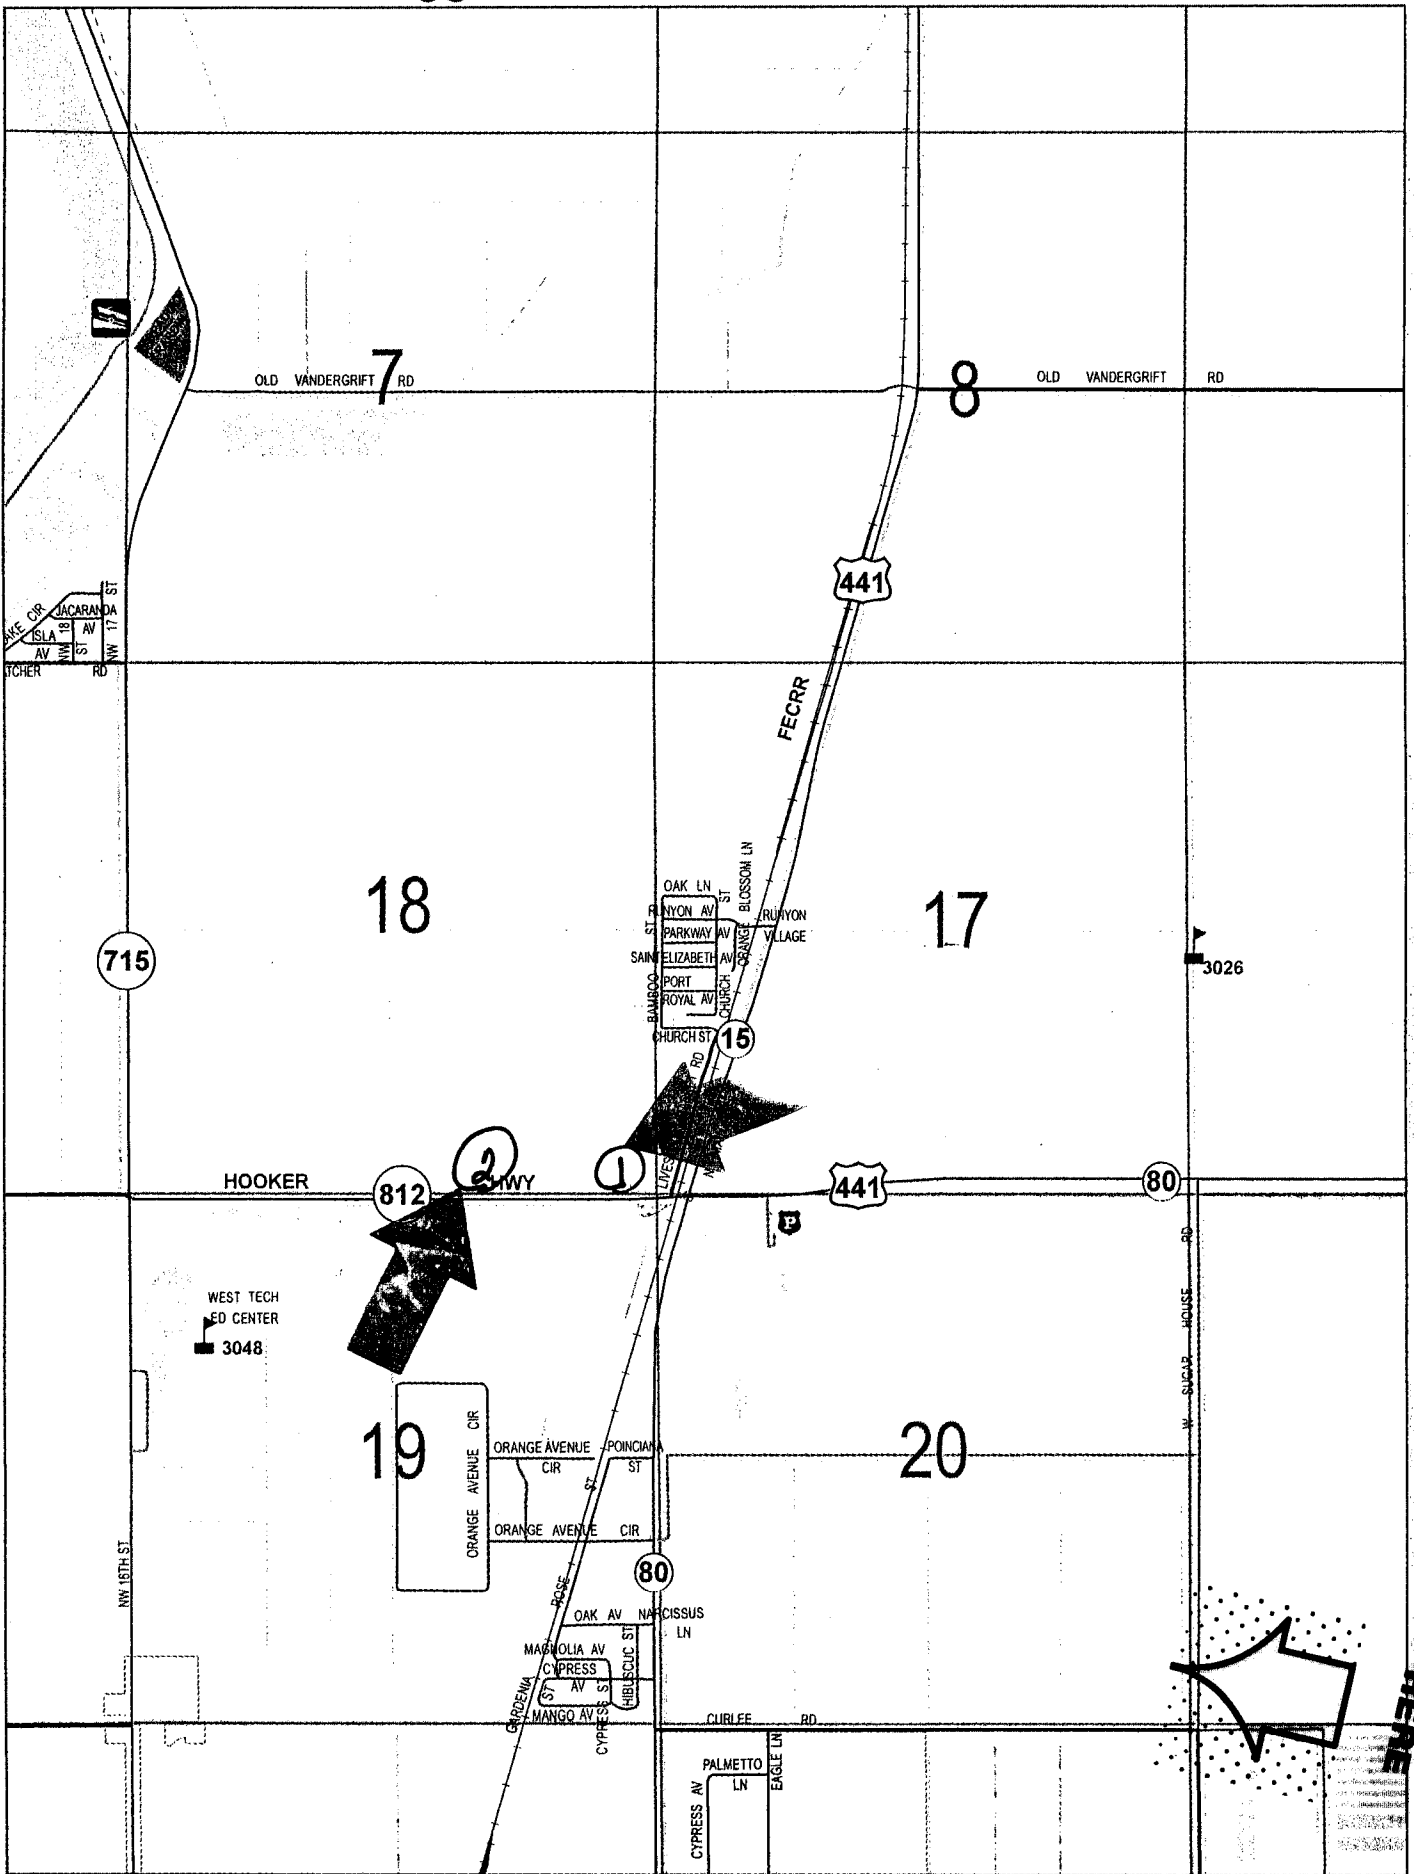 7
OLD VANDERGRIFT RD
8
OLD VANDERGRIFT RD
441
JACARANDA
AV
CIR
ISLA
AV
NW 18
ST
NW 17 ST
RD
FECRR
18
17
715
OAK LN
ST
ORANGE BLOSSOM LN
RUNYON AV
RUNYON
VILLAGE
PARKWAY AV
SAINT ELIZABETH AV
PORT
ROYAL AV
BAMBOO ST
CHURCH
CHURCH ST
3026
15
RD
2
1
HOOKER
812
HWY
441
80
P
WEST TECH
ED CENTER
3048
W SUGAR HOUSE RD
19
20
ORANGE AVENUE CIR
ORANGE AVENUE
CIR
POINCIANA
ST
ORANGE AVENUE CIR
ROSE ST
NW 16TH ST
80
OAK AV
NARCISSUS
LN
MAGNOLIA AV
CYPRESS
AV
HIBUSCUC ST
CYPRESS ST
MANGO AV
GARDENIA ST
CURLEE RD
PALMETTO
LN
EAGLE LN
CYPRESS AV
HERE